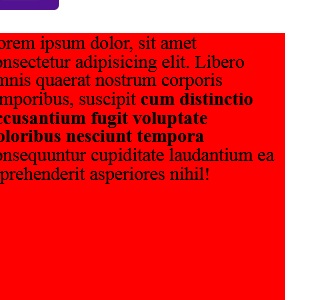 orem ipsum dolor, sit amet
onsectetur adipisicing elit. Libero
mnis quaerat nostrum corporis
mporibus, suscipit cum distinctio
ccusantium fugit voluptate
oloribus nesciunt tempora
onsequuntur cupiditate laudantium ea
prehenderit asperiores nihil!